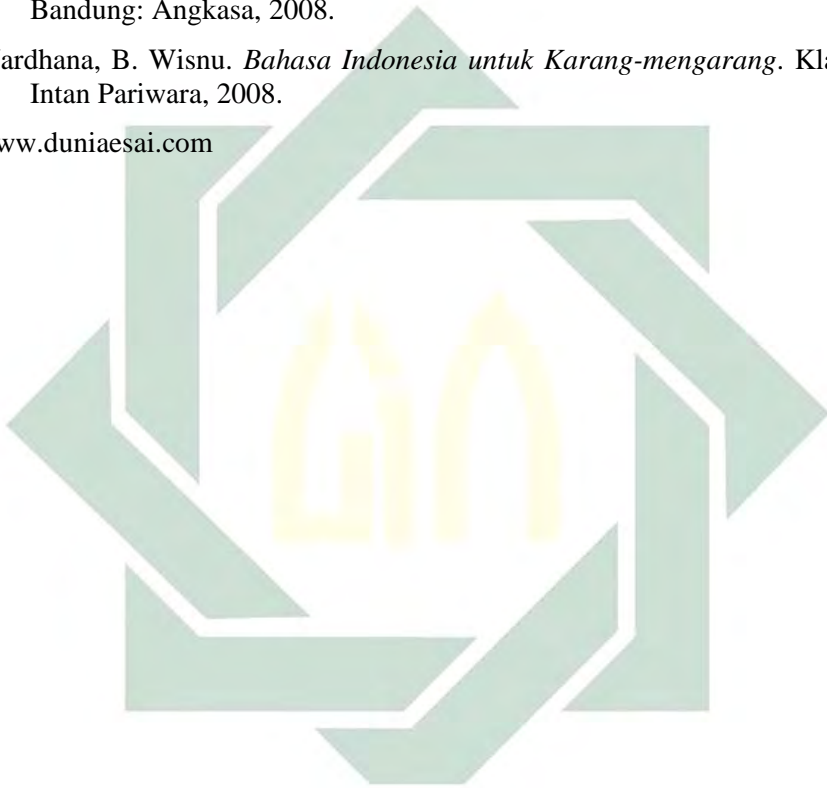 Bandung: Angkasa, 2008.
ardhana, B. Wisnu. Bahasa Indonesia untuk Karang-mengarang. Kla
Intan Pariwara, 2008.
ww.duniaesai.com